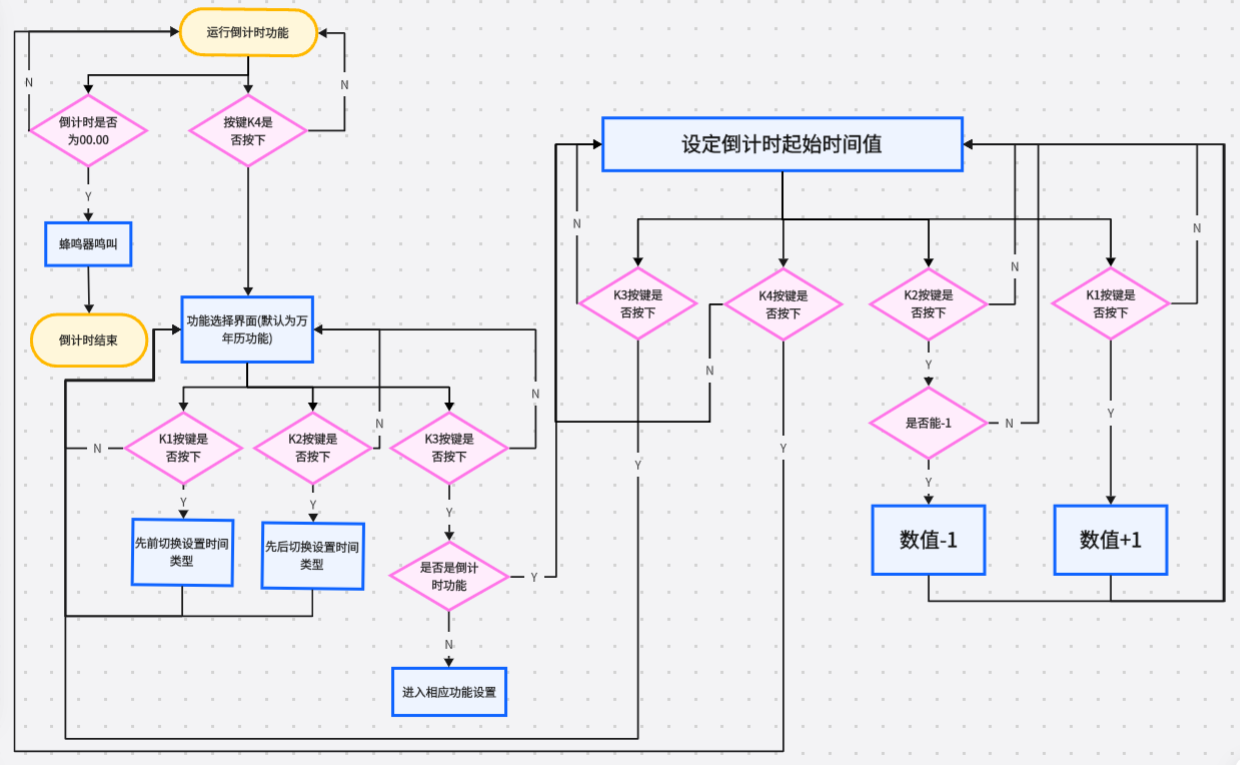 运行倒计时功能
N
N
倒计时是否
为00.00
按键K4是
否按下
设定倒计时起始时间值
Y
蜂鸣器鸣叫
N
N
N
K3按键是
否按下
K4按键是
否按下
K2按键是
否按下
K1按键是
否按下
倒计时结束
功能选择界面(默认为万
年历功能)
N
Y
N
N
Y
是否能-1
N
K1按键是
否按下
K2按键是
否按下
K3按键是
否按下
N
Y
Y
Y
Y
Y
Y
先前切换设置时间
类型
先后切换设置时间
类型
数值-1
数值+1
是否是倒计
时功能
Y
N
进入相应功能设置